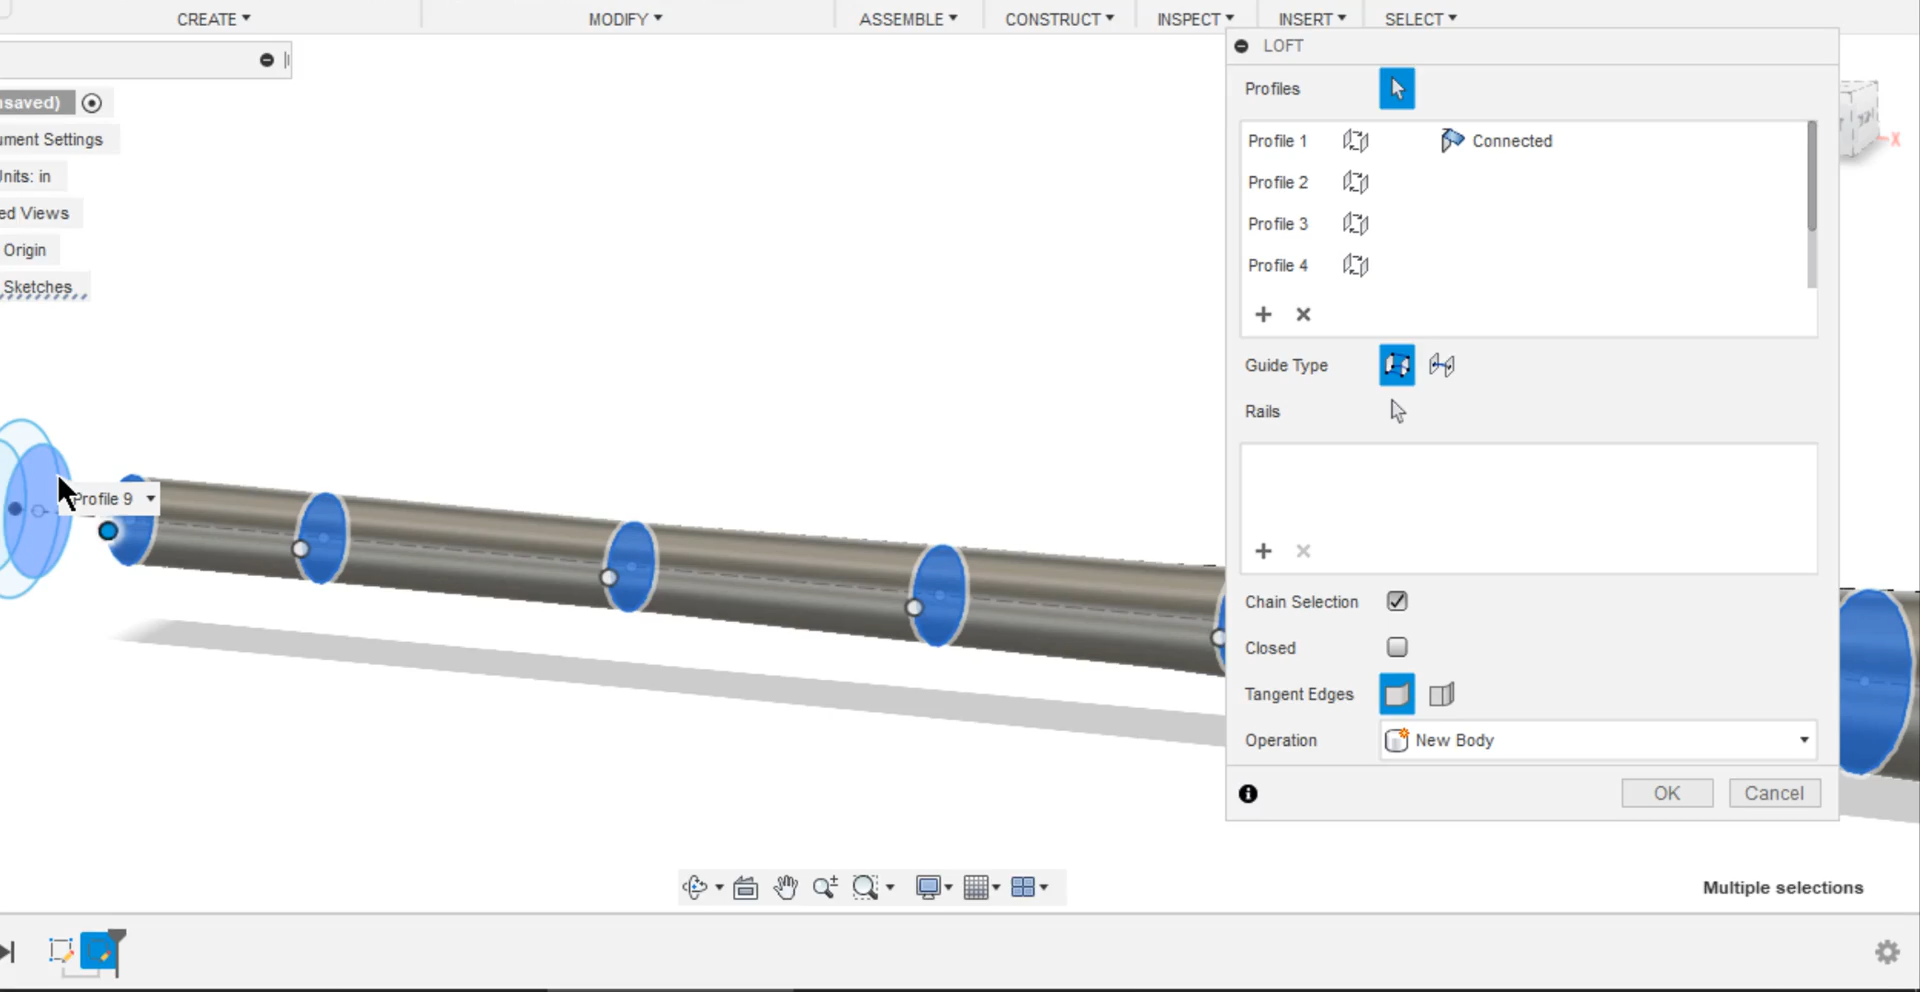 CREATE MODIFY ASSEMBLE CONSTRUCT INSPECT INSERT SELECT
LOFT
nsaved)
ument Settings
Units: in
ed Views
Origin
Sketches
Profiles
Profile 1 Connected
Profile 2
Profile 3
Profile 4
Guide Type
Rails
Profile 9
Chain Selection
Closed
Tangent Edges
Operation New Body
OK Cancel
X
Multiple selections